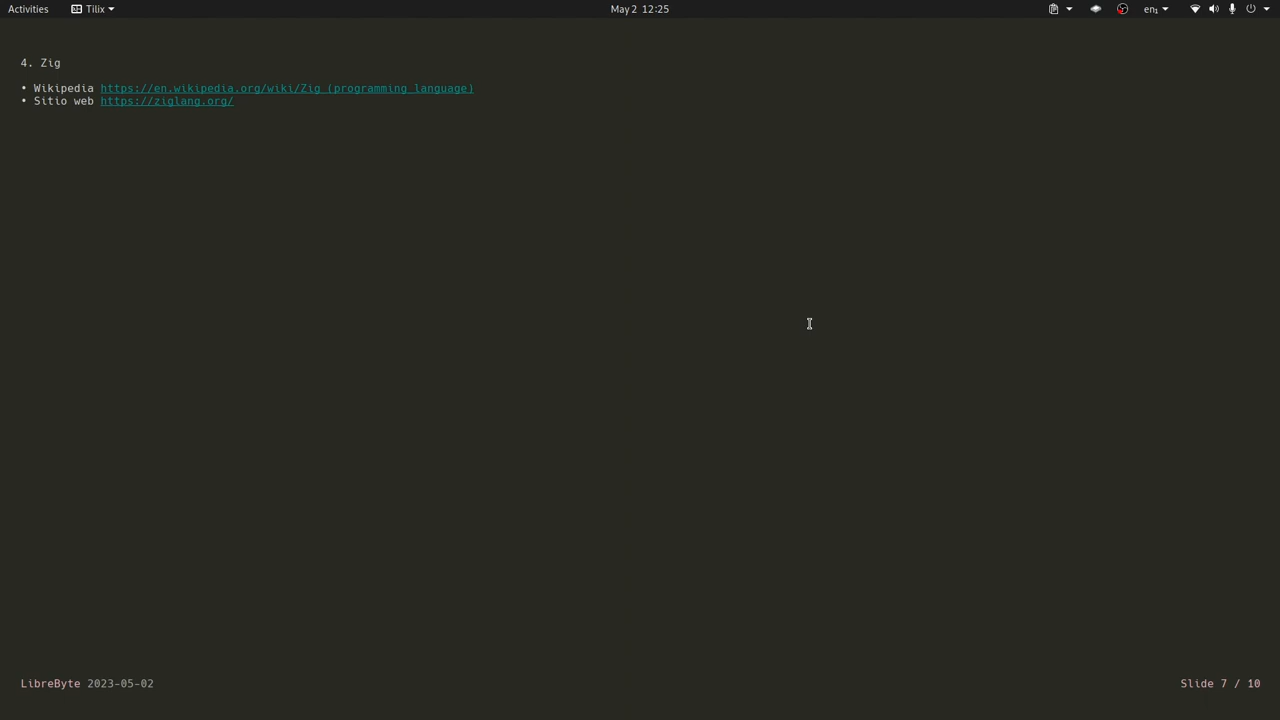 Activities Tilix May 2 12:25 en₁
4. Zig
• Wikipedia https://en.wikipedia.org/wiki/Zig_(programming_language)
• Sitio web https://ziglang.org/
LibreByte 2023-05-02 Slide 7 / 10